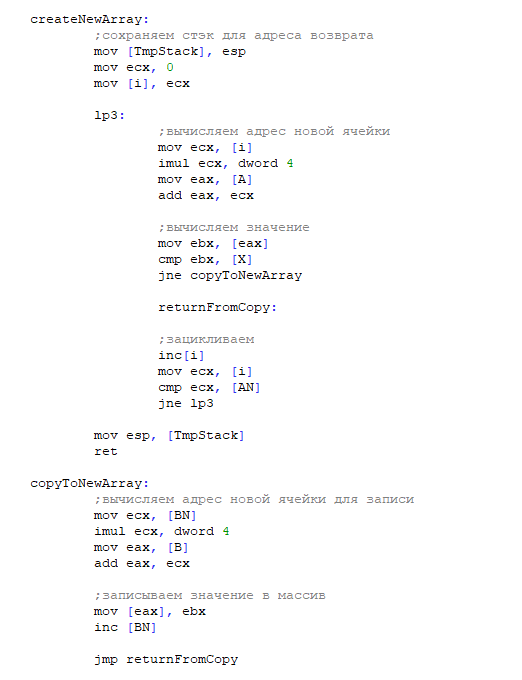 createNewArray:
;сохраняем стэк для адреса возврата
mov [TmpStack], esp
mov ecx, 0
mov [i], ecx
lp3:
;вычисляем адрес новой ячейки
mov ecx, [i]
imul ecx, dword 4
mov eax, [A]
add eax, ecx
;вычисляем значение
mov ebx, [eax]
cmp ebx, [X]
jne copyToNewArray
returnFromCopy:
;зацикливаем
inc[i]
mov ecx, [i]
cmp ecx, [AN]
jne lp3
mov esp, [TmpStack]
ret
copyToNewArray:
;вычисляем адрес новой ячейки для записи
mov ecx, [BN]
imul ecx, dword 4
mov eax, [B]
add eax, ecx
;записываем значение в массив
mov [eax], ebx
inc [BN]
jmp returnFromCopy